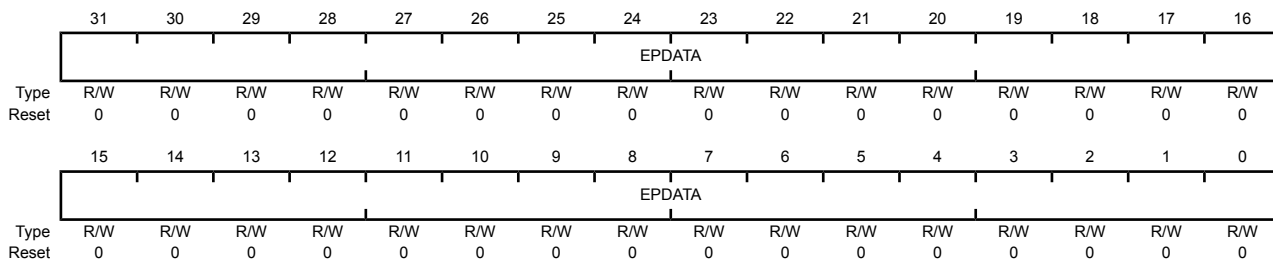 31 30 29 28 27 26 25 24 23 22 21 20 19 18 17 16
EPDATA
Type R/W R/W R/W R/W R/W R/W R/W R/W R/W R/W R/W R/W R/W R/W R/W R/W
Reset 0 0 0 0 0 0 0 0 0 0 0 0 0 0 0 0
15 14 13 12 11 10 9 8 7 6 5 4 3 2 1 0
EPDATA
Type R/W R/W R/W R/W R/W R/W R/W R/W R/W R/W R/W R/W R/W R/W R/W R/W
Reset 0 0 0 0 0 0 0 0 0 0 0 0 0 0 0 0